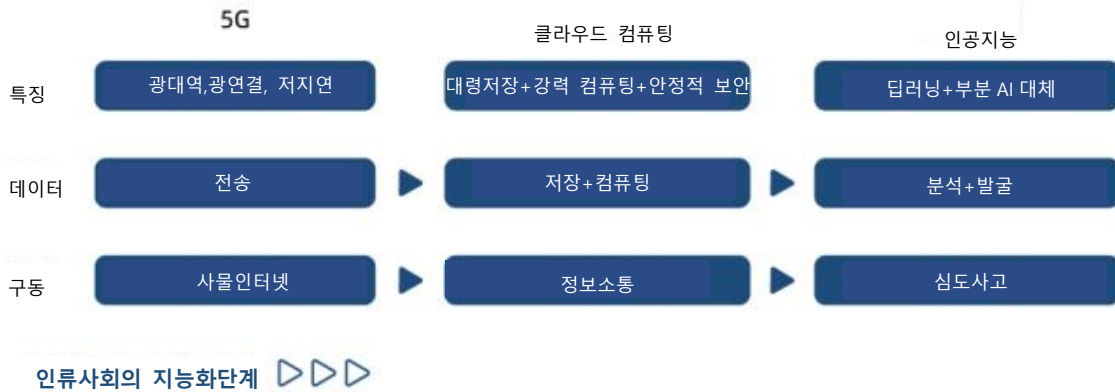 5G
클라우드 컴퓨팅
인공지능
특징
광대역,광연결, 저지연
대령저장+강력 컴퓨팅+안정적 보안
딥러닝+부분 AI 대체
데이터
전송
저장+컴퓨팅
분석+발굴
구동
사물인터넷
정보소통
심도사고
인류사회의 지능화단계